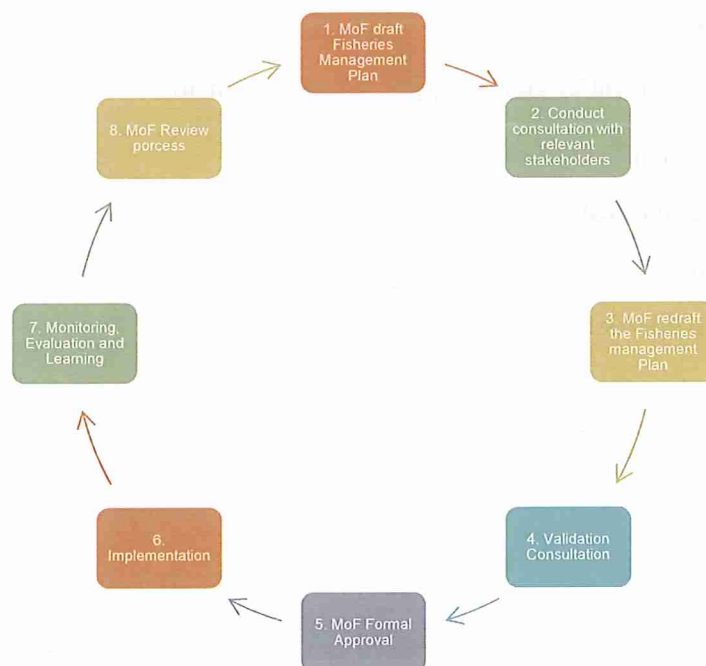 1. MoF draft
Fisheries
Management
Plan
2. Conduct
consultation with
relevant
stakeholders
3. MoF redraft
the Fisheries
management
Plan
4. Validation
Consultation
5. MoF Formal
Approval
6.
Implementation
7. Monitoring,
Evaluation and
Learning
8. MoF Review
porcess